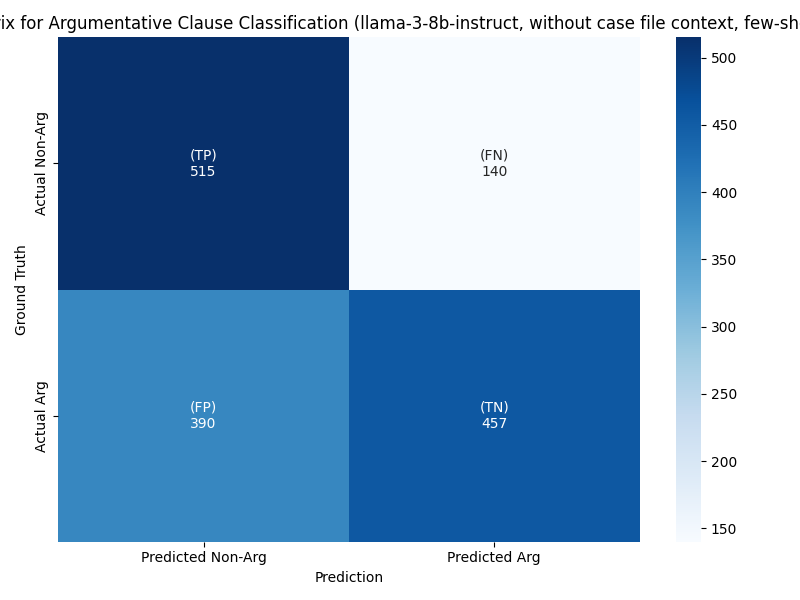 ix for Argumentative Clause Classification (llama-3-8b-instruct, without case file context, few-sh
Actual Non-Arg
Actual Arg
Ground Truth
(TP)
515
(FN)
140
(FP)
390
(TN)
457
Predicted Non-Arg
Predicted Arg
Prediction
500
450
400
350
300
250
200
150